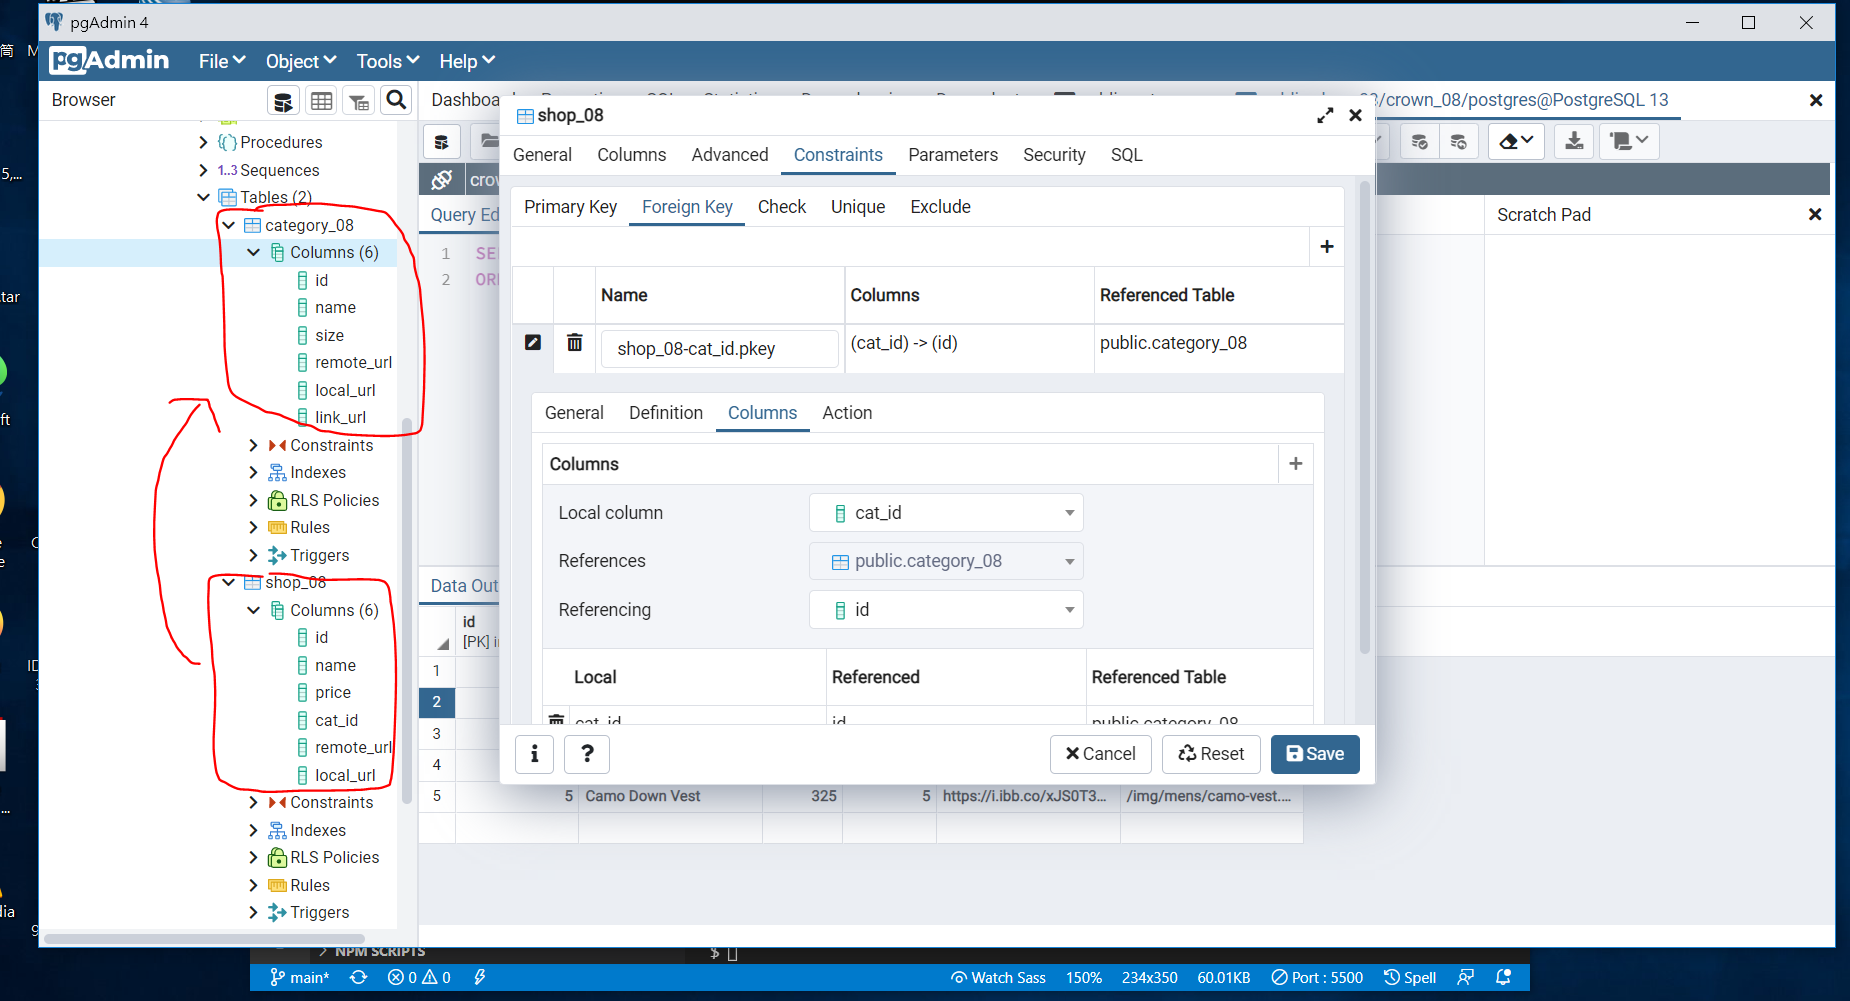 pgAdmin 4
pgAdmin
File
Object
Tools
Help
Browser
Procedures
1..3 Sequences
Tables (2)
category_08
Columns (6)
id
name
size
remote_url
local_url
link_url
Constraints
Indexes
RLS Policies
Rules
Triggers
shop_08
Columns (6)
id
name
price
cat_id
remote_url
local_url
Constraints
Indexes
RLS Policies
Rules
Triggers
/crown_08/postgres@PostgreSQL 13
Query Ed
1 SE
2 OR
Scratch Pad
shop_08
General Columns Advanced Constraints Parameters Security SQL
Primary Key Foreign Key Check Unique Exclude
Name Columns Referenced Table
shop_08-cat_id.pkey (cat_id) -> (id) public.category_08
General Definition Columns Action
Columns
Local column cat_id
References public.category_08
Referencing id
Local Referenced Referenced Table
cat_id id public.category_08
Cancel Reset Save
Data Out
id
[PK] i
1
2
3
4
5 5 Camo Down Vest 325 5 https://i.ibb.co/xJS0T3... /img/mens/camo-vest....
NPM SCRIPTS
$
main* 0 0 Watch Sass 150% 234x350 60.01KB Port : 5500 Spell